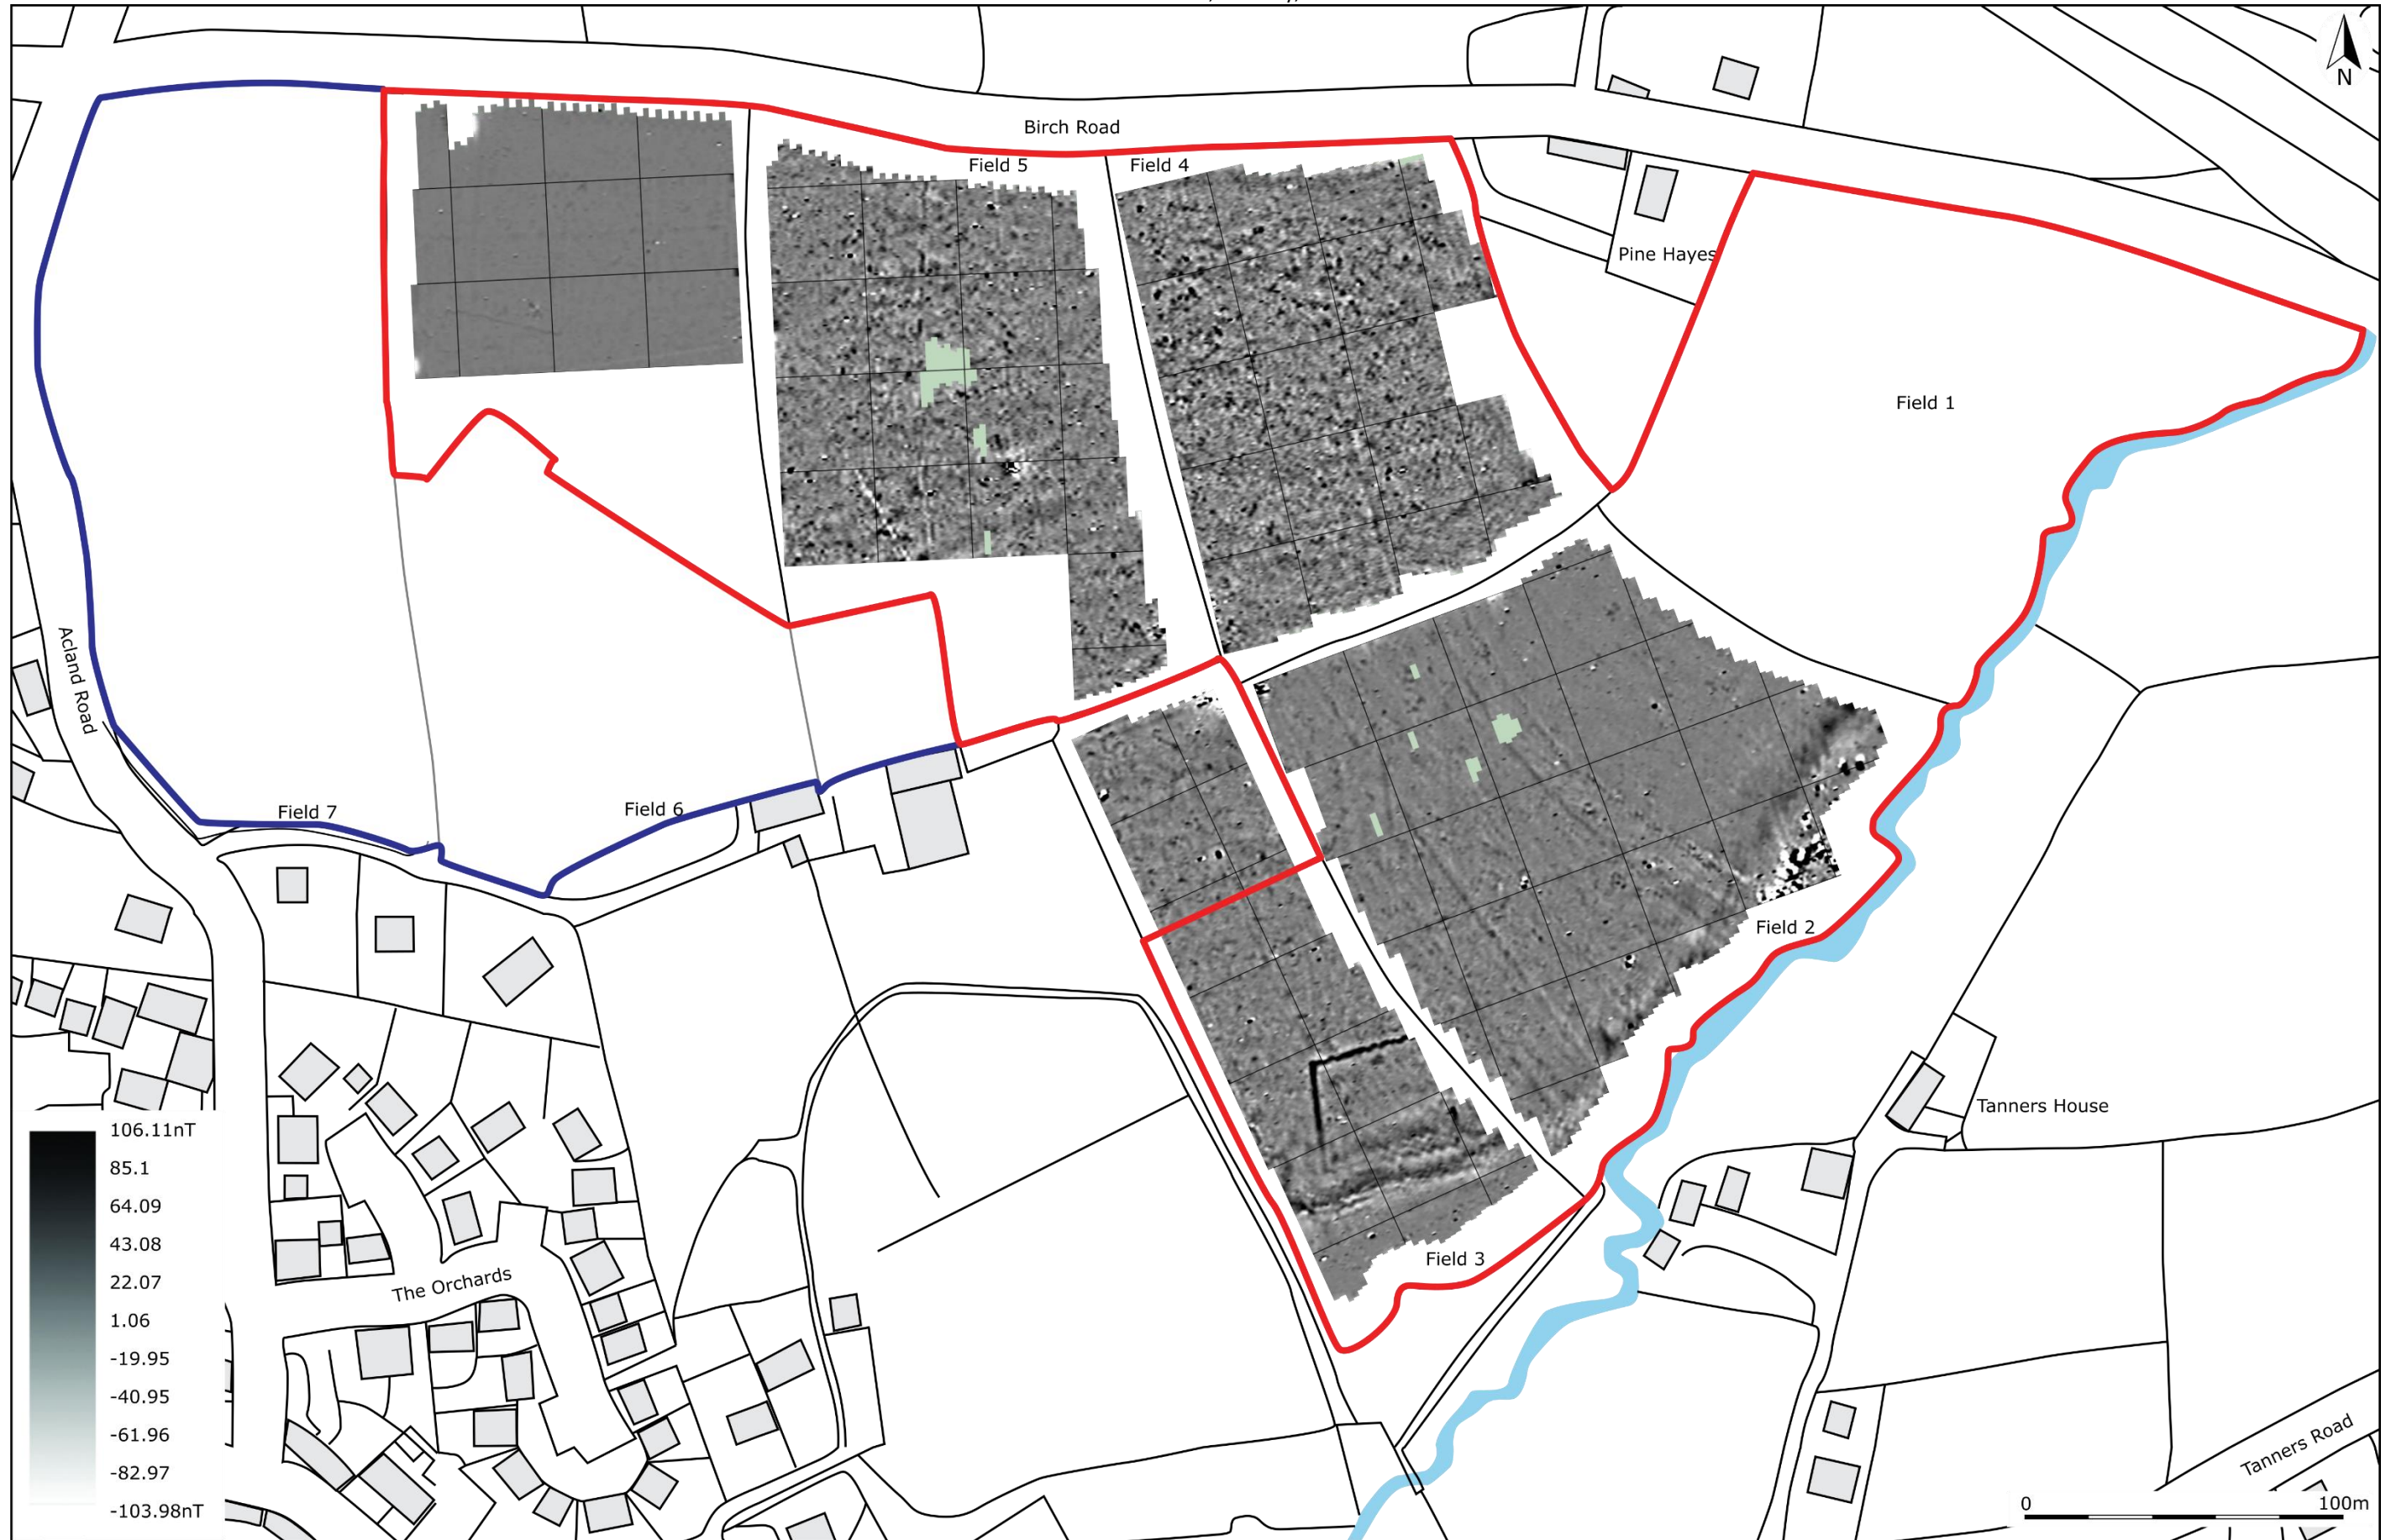 N
Birch Road
Field 5
Field 4
Pine Hayes
Field 1
Acland Road
Field 7
Field 6
Field 2
Tanners House
Field 3
The Orchards
106.11nT
85.1
64.09
43.08
22.07
1.06
-19.95
-40.95
-61.96
-82.97
-103.98nT
Tanners Road
0
100m